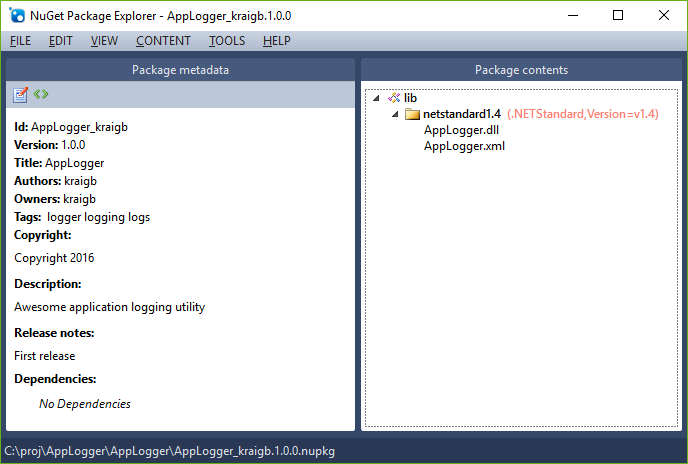 NuGet Package Explorer - AppLogger_kraigb.1.0.0
FILE EDIT VIEW CONTENT TOOLS HELP
Package metadata
Id: AppLogger_kraigb
Version: 1.0.0
Title: AppLogger
Authors: kraigb
Owners: kraigb
Tags: logger logging logs
Copyright:
Copyright 2016
Description:
Awesome application logging utility
Release notes:
First release
Dependencies:
No Dependencies
Package contents
lib
netstandard1.4 (.NETStandard,Version=v1.4)
AppLogger.dll
AppLogger.xml
C:\proj\AppLogger\AppLogger\AppLogger_kraigb.1.0.0.nupkg